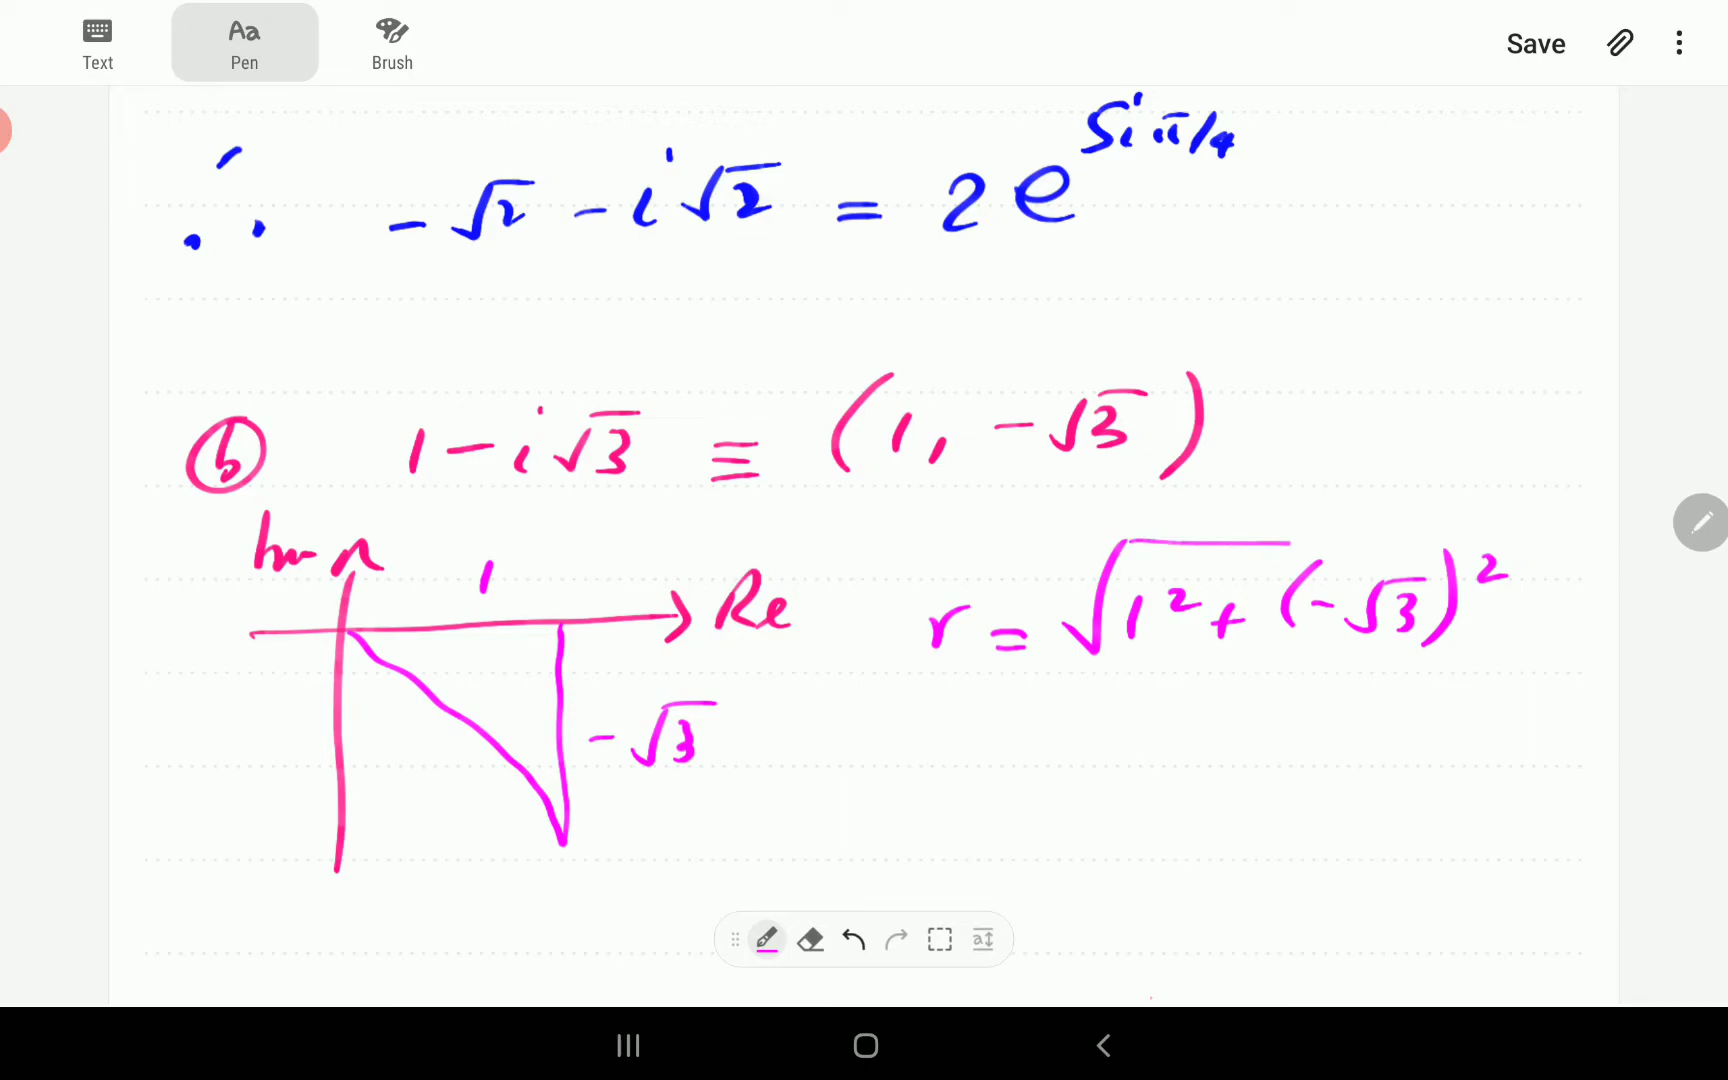 Text Pen Brush Save
∴ -√2 - i√2 = 2e^5iπ/4
ⓑ 1 - i√3 ≡ (1, -√3)
Im
1 Re r = √1² + (-√3)²
-√3